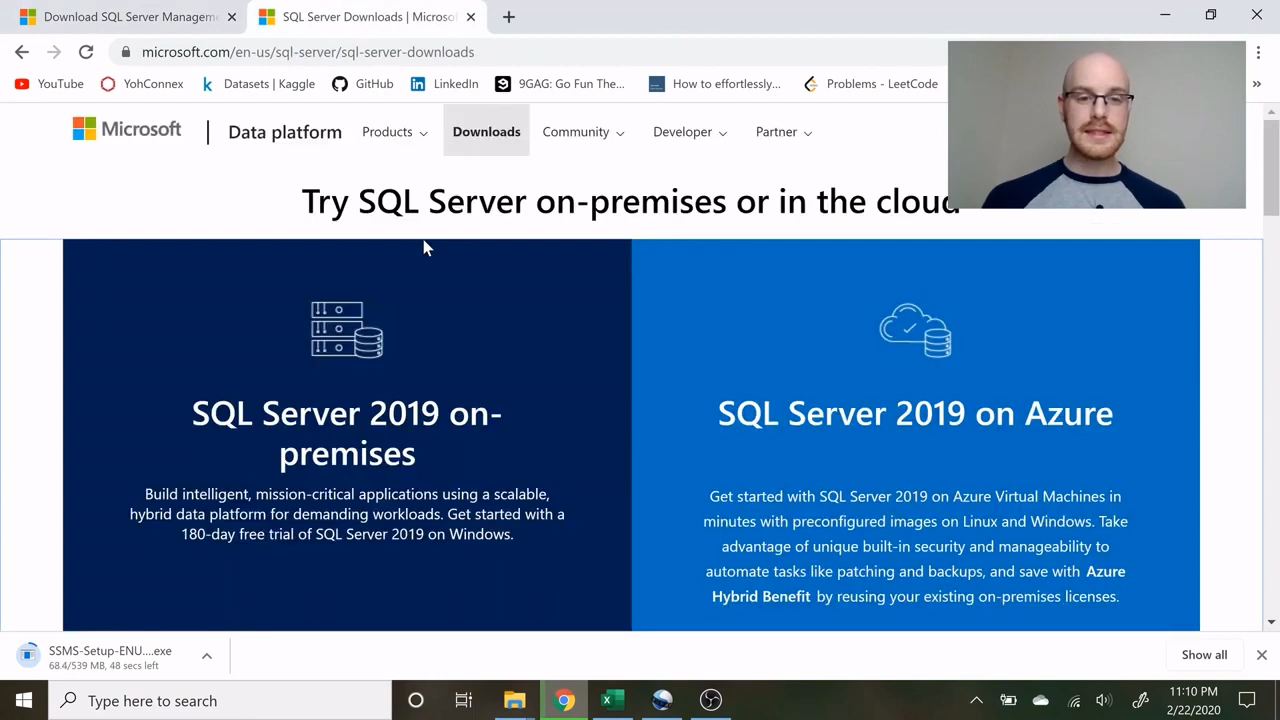 Download SQL Server Managem
SQL Server Downloads | Microsof
microsoft.com/en-us/sql-server/sql-server-downloads
YouTube
YohConnex
Datasets | Kaggle
GitHub
LinkedIn
9GAG: Go Fun The...
How to effortlessly...
Problems - LeetCode
Microsoft
Data platform
Products
Downloads
Community
Developer
Partner
Try SQL Server on-premises or in the cloud
SQL Server 2019 on-
premises
Build intelligent, mission-critical applications using a scalable,
hybrid data platform for demanding workloads. Get started with a
180-day free trial of SQL Server 2019 on Windows.
SQL Server 2019 on Azure
Get started with SQL Server 2019 on Azure Virtual Machines in
minutes with preconfigured images on Linux and Windows. Take
advantage of unique built-in security and manageability to
automate tasks like patching and backups, and save with Azure
Hybrid Benefit by reusing your existing on-premises licenses.
SSMS-Setup-ENU....exe
68.4/539 MB, 48 secs left
Show all
Type here to search
11:10 PM
2/22/2020